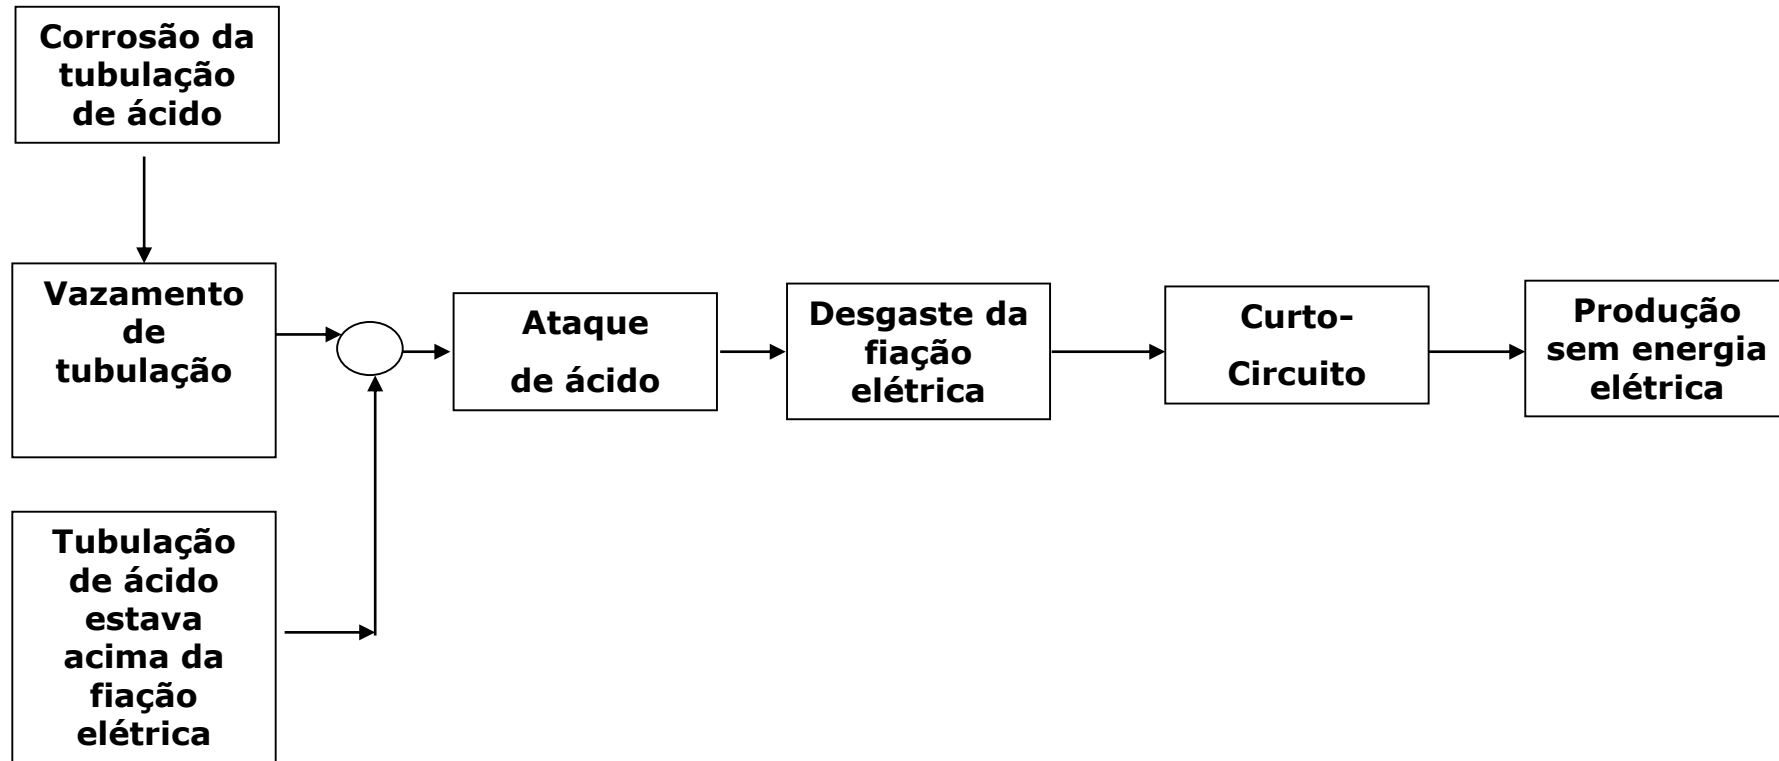 Corrosão da
tubulação
de ácido
Vazamento
de
tubulação
Ataque
de ácido
Desgaste da
fiação
elétrica
Curto-
Circuito
Produção
sem energia
elétrica
Tubulação
de ácido
estava
acima da
fiação
elétrica